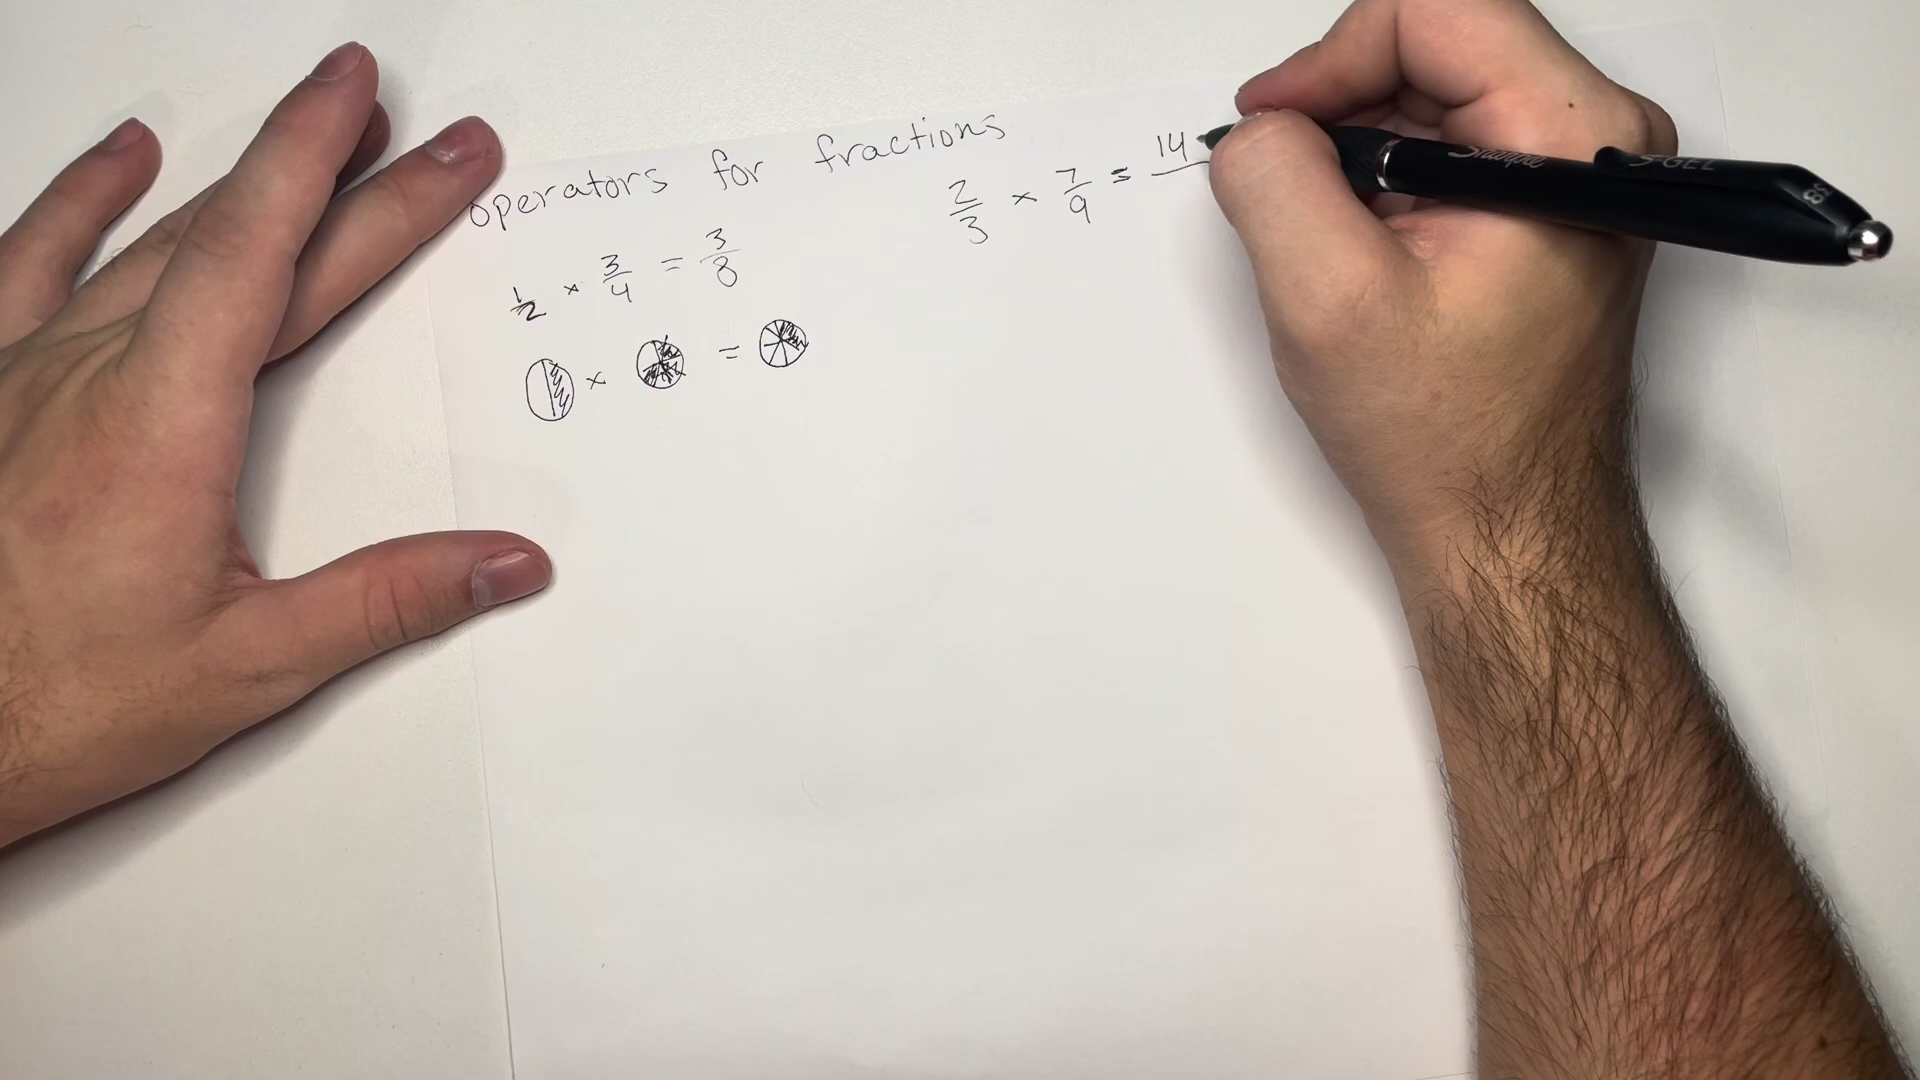 operators for fractions
1/2 × 3/4 = 3/8
× =
2/3 × 7/9 = 14
Sharpie S-GEL